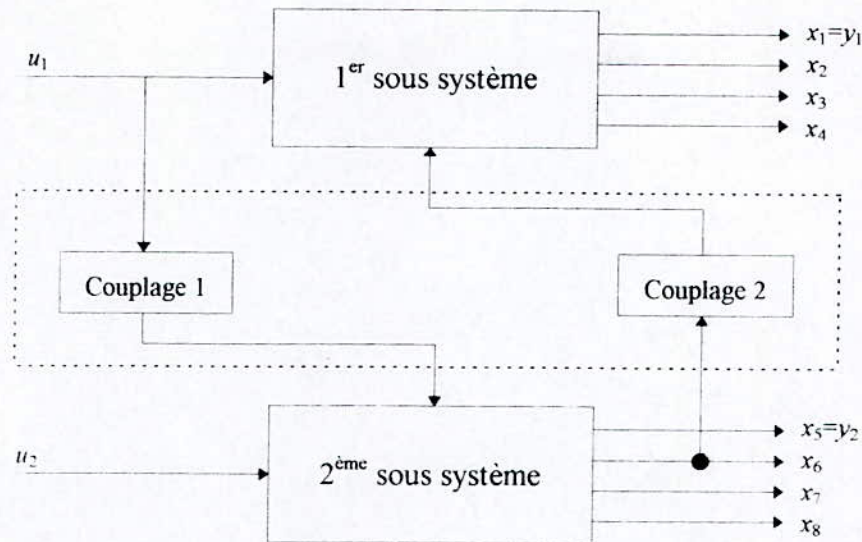 u₁
1ᵉʳ sous système
x₁=y₁
x₂
x₃
x₄
Couplage 1
Couplage 2
u₂
2ᵉᵐᵉ sous système
x₅=y₂
x₆
x₇
x₈